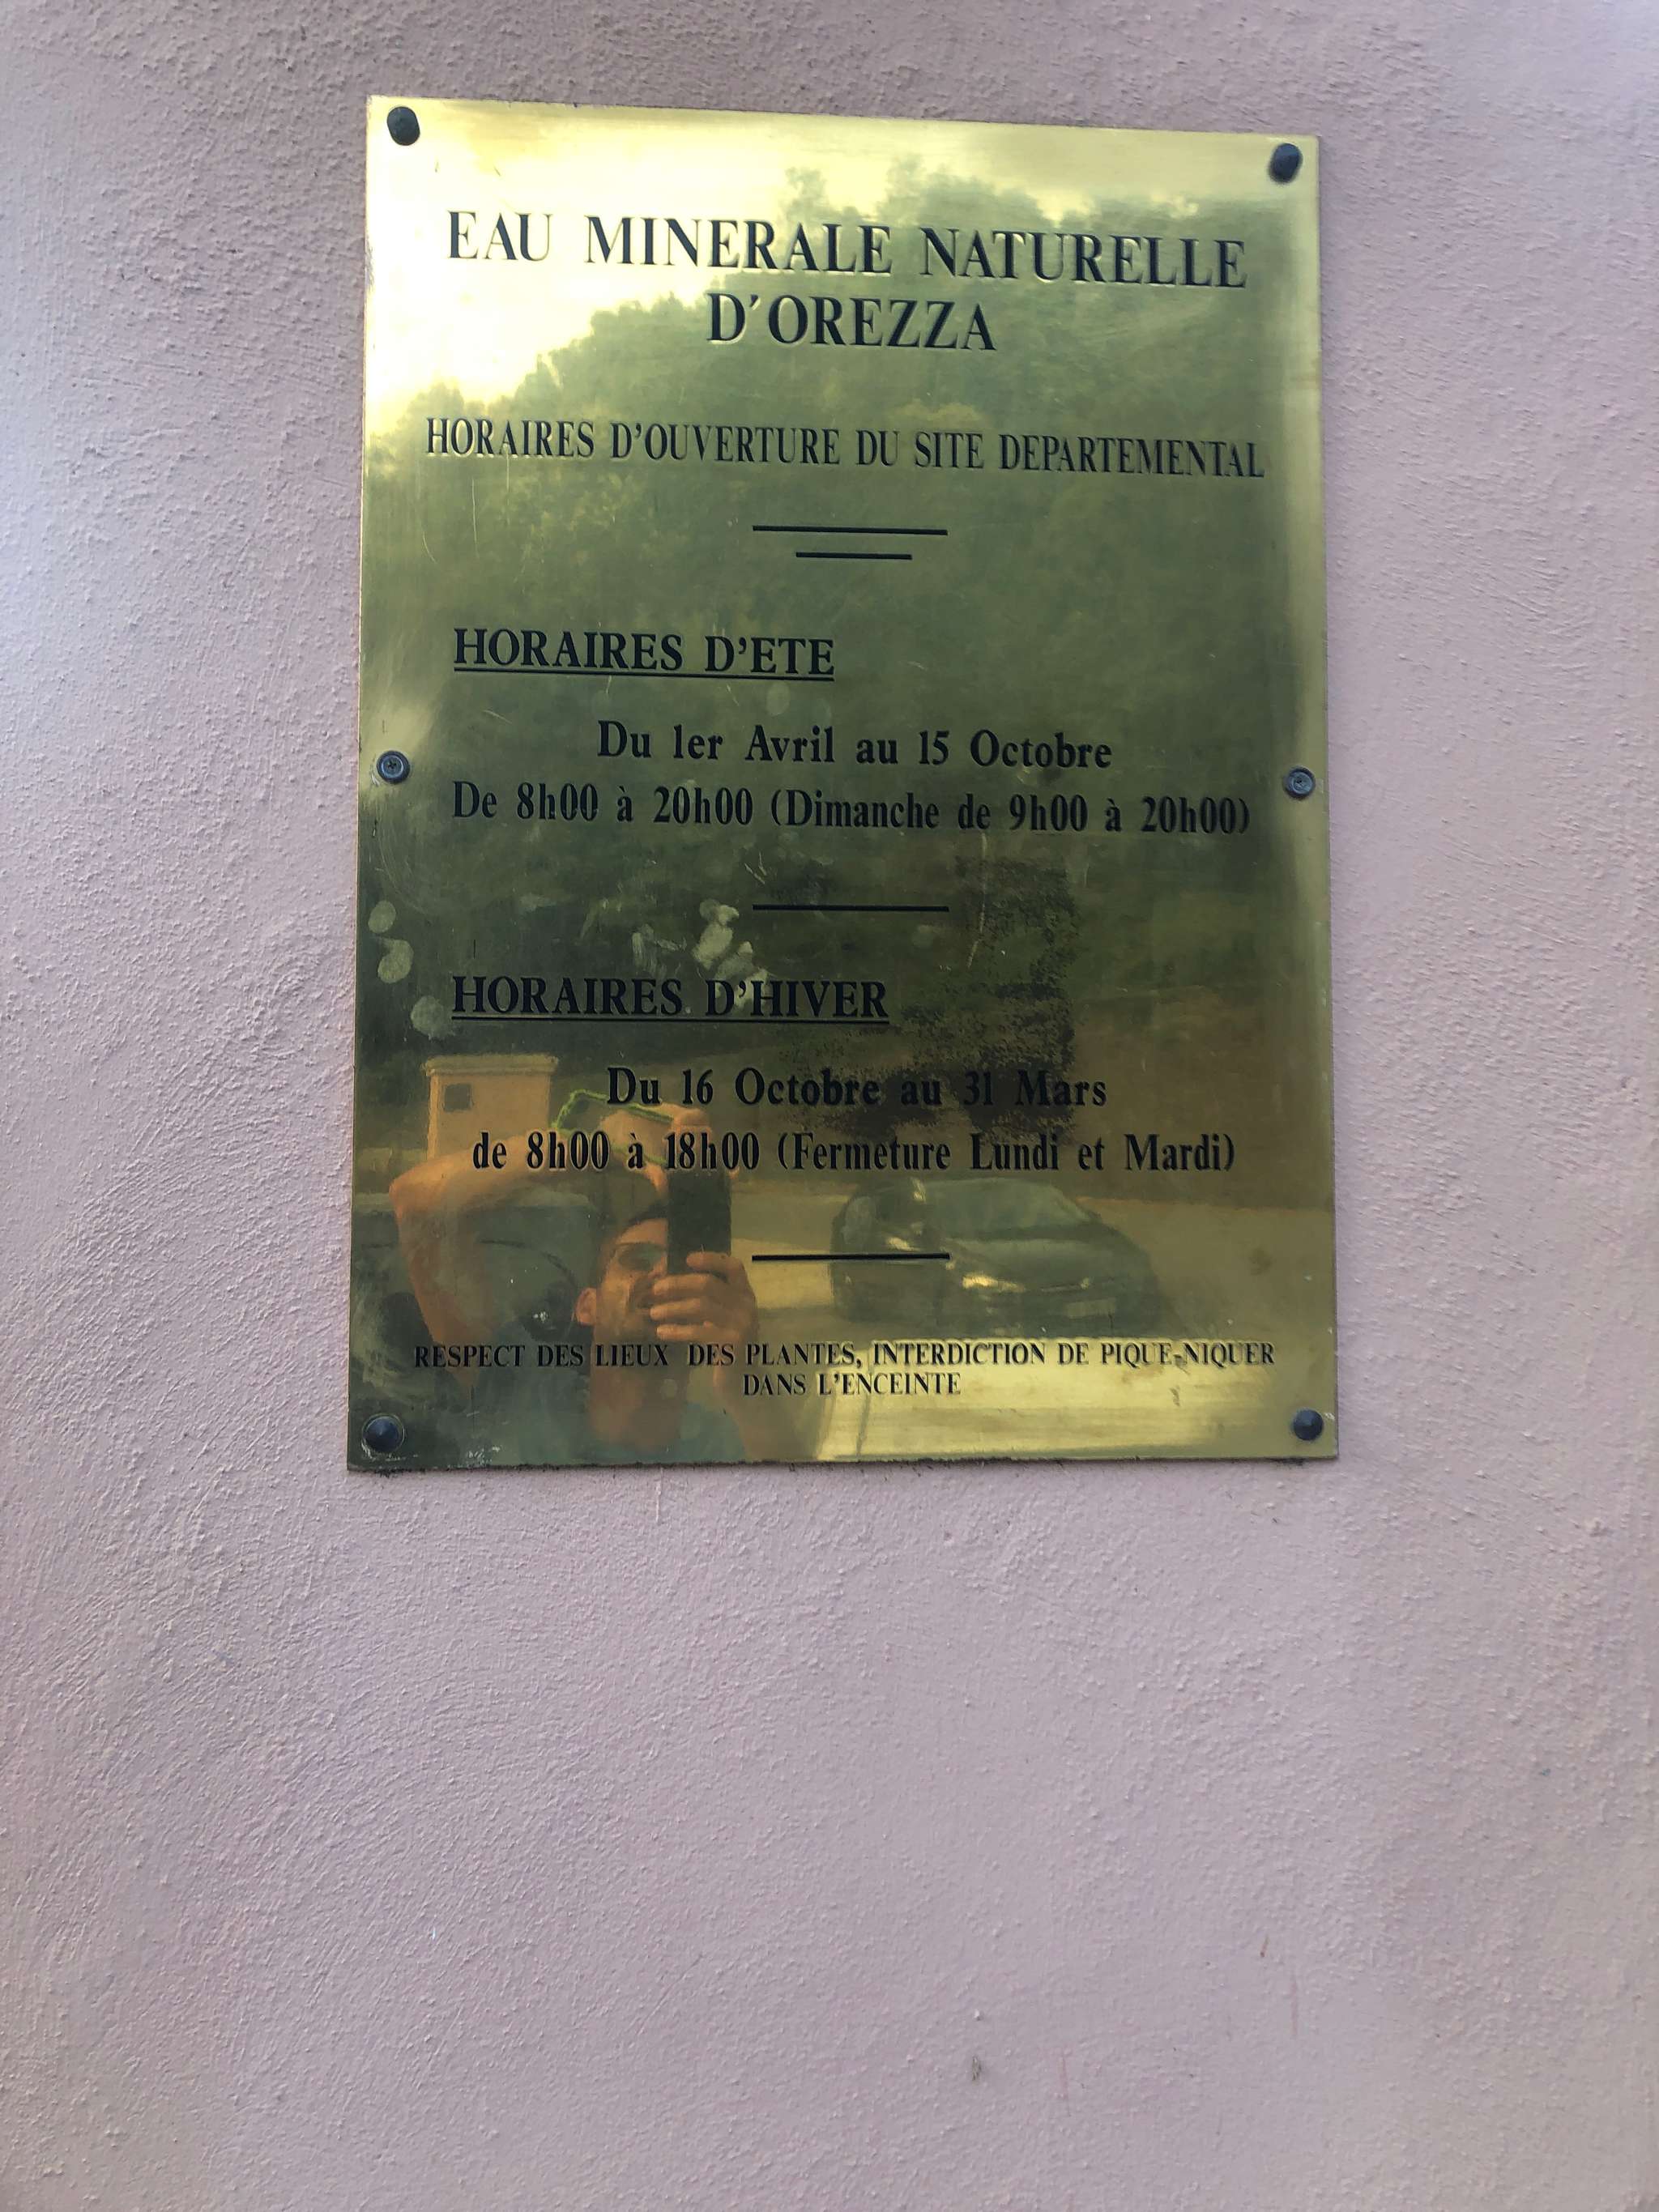 EAU MINERALE NATURELLE
D'OREZZA
HORAIRES D'OUVERTURE DU SITE DEPARTEMENTAL
HORAIRES D'ETE
Du 1er Avril au 15 Octobre
De 8h00 à 20h00 (Dimanche de 9h00 à 20h00)
HORAIRES D'HIVER
Du 16 Octobre au 31 Mars
de 8h00 à 18h00 (Fermeture Lundi et Mardi)
RESPECT DES LIEUX DES PLANTES, INTERDICTION DE PIQUE-NIQUER
DANS L'ENCEINTE